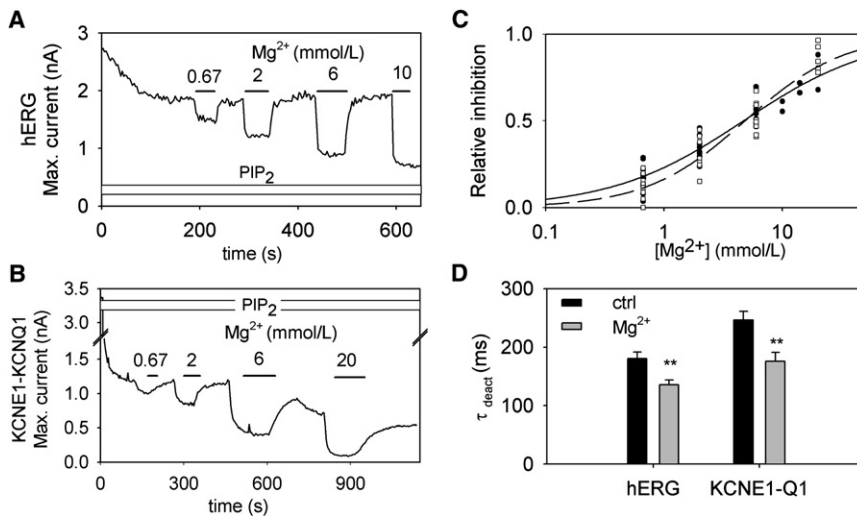 A
hERG
Max. current (nA)
3
2
1
0
Mg²⁺ (mmol/L)
0.67 2 6 10
PIP₂
0 200 400 600
time (s)
B
KCNE1-KCNQ1
Max. current (nA)
3.5
3.0
1.5
1.0
0.5
0.0
PIP₂
Mg²⁺ (mmol/L)
0.67 2 6 20
0 300 600 900
time (s)
C
Relative inhibition
1.0
0.5
0.0
0.1 1 10
[Mg²⁺] (mmol/L)
D
τ deact (ms)
300
200
100
0
ctrl
Mg²⁺
**
**
hERG KCNE1-Q1